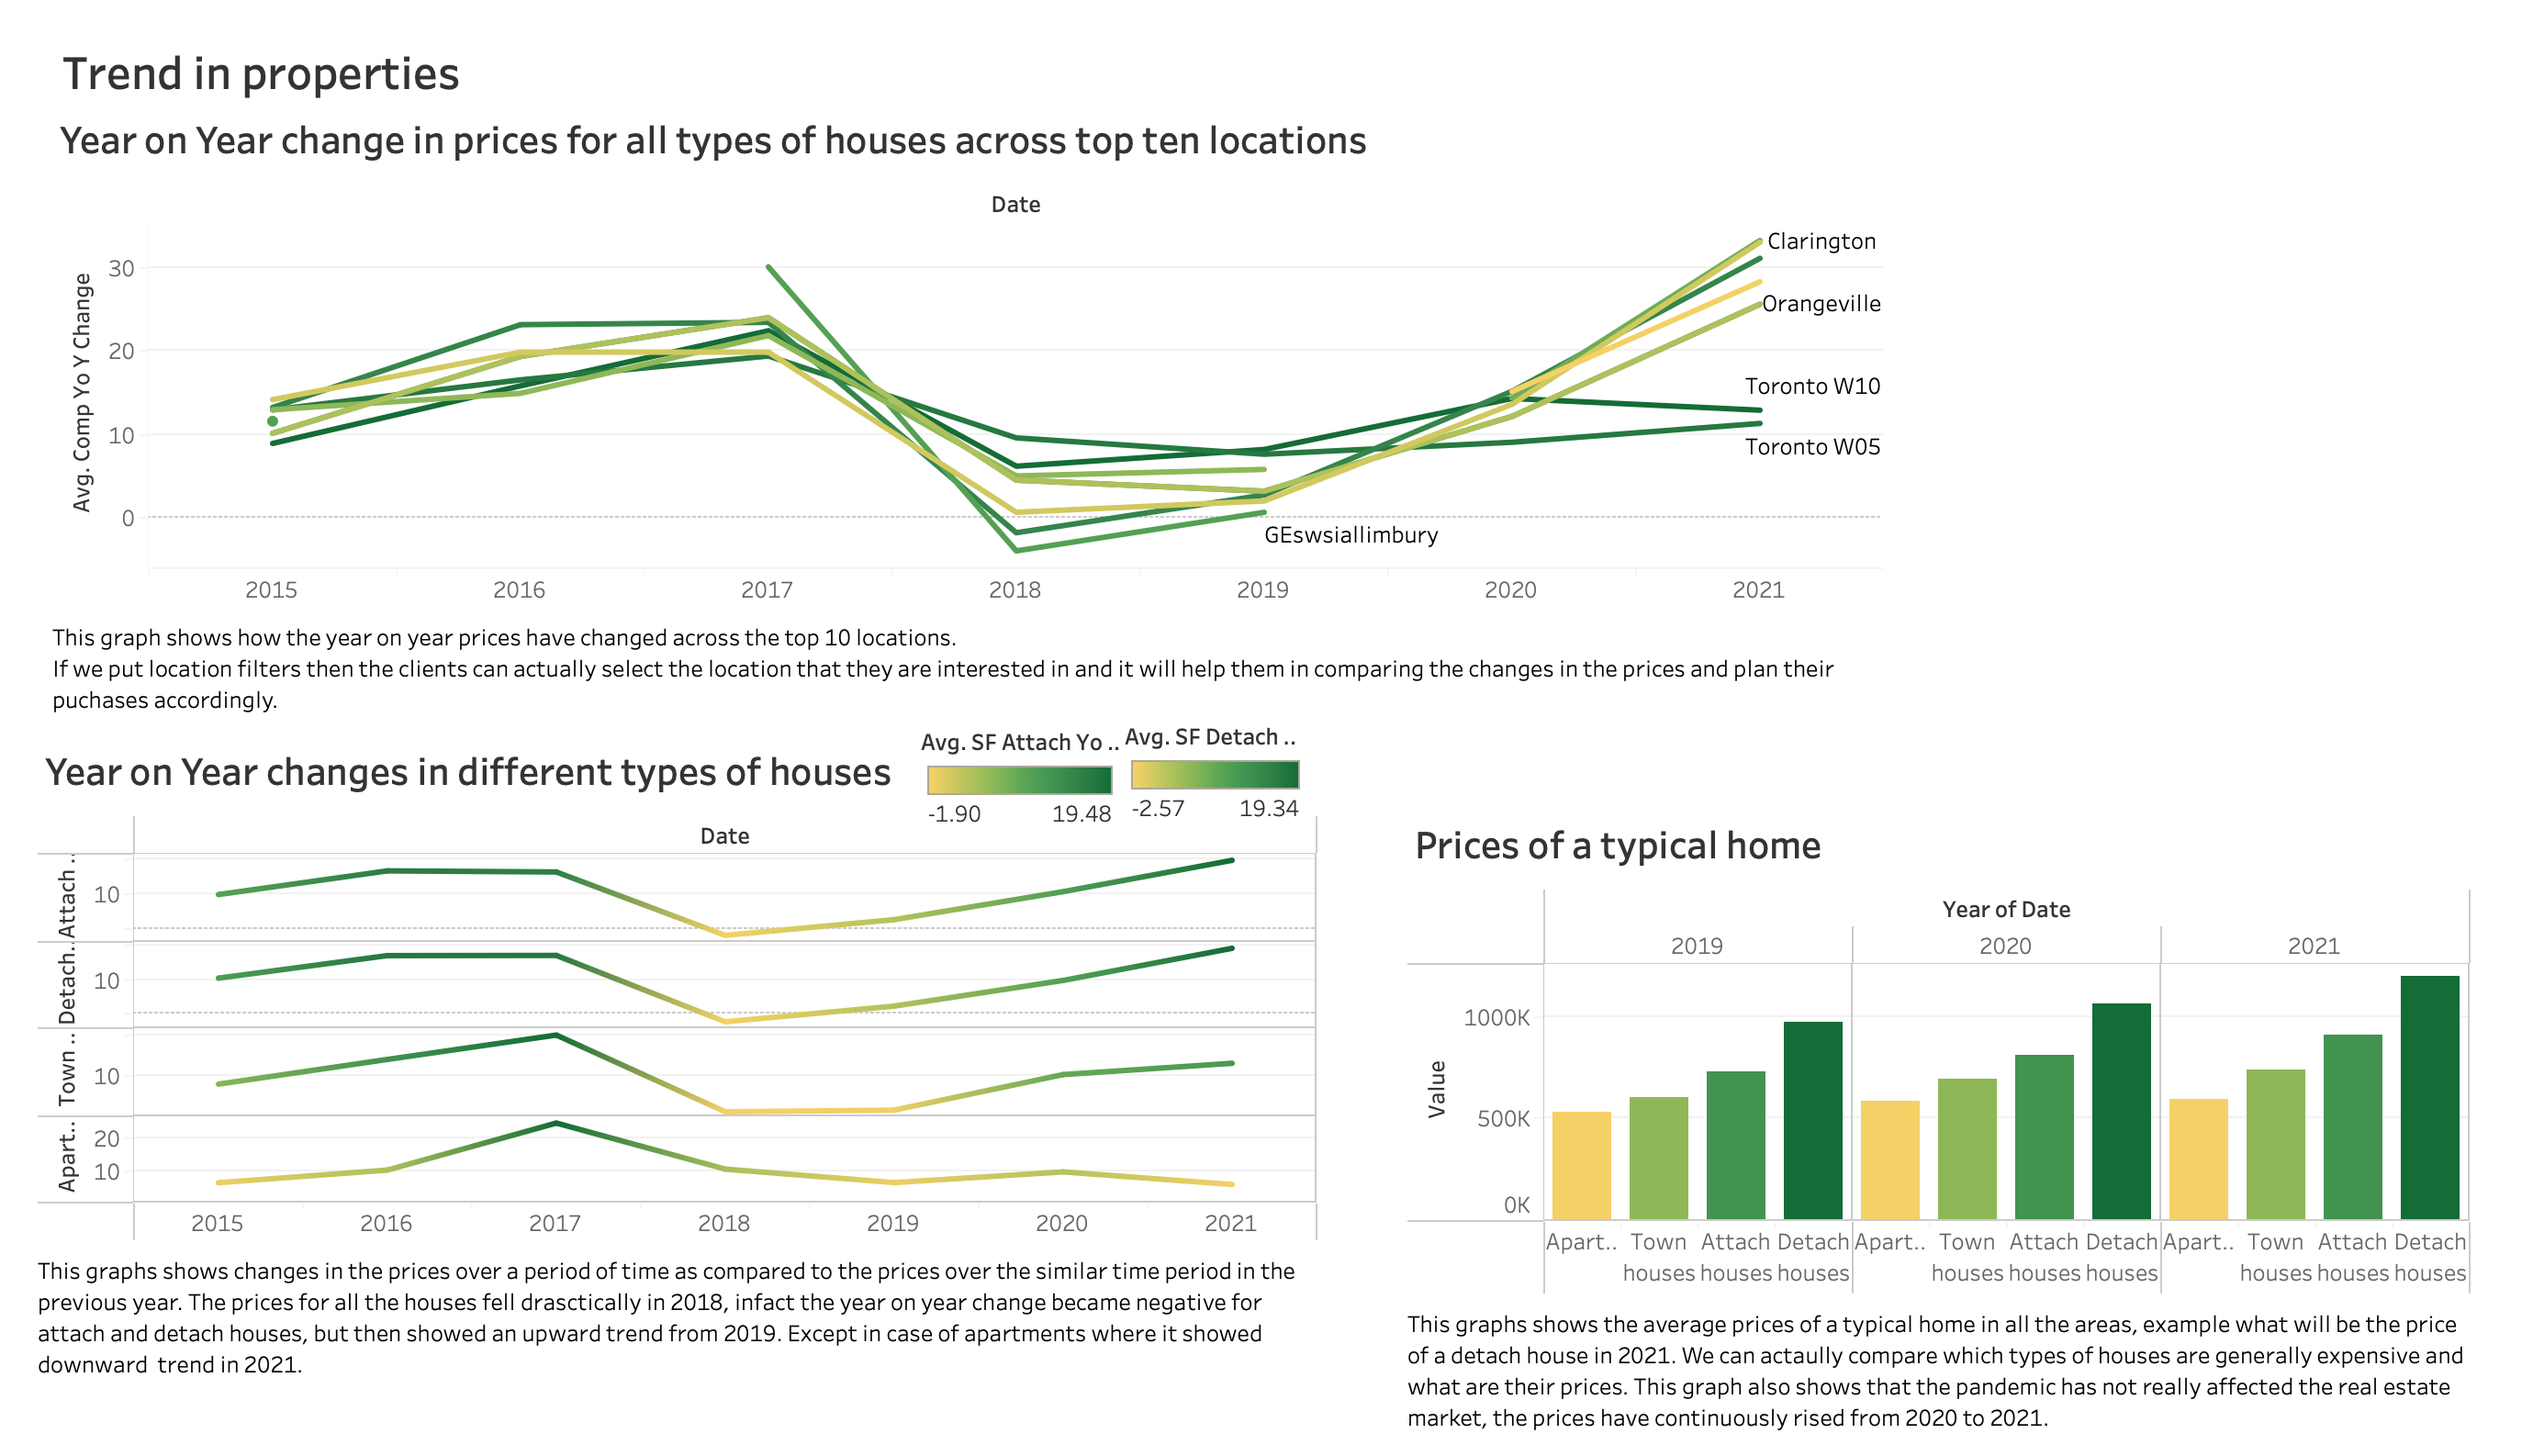 Trend in properties
Year on Year change in prices for all types of houses across top ten locations
Date
Avg. Comp Yo Y Change
30
20
10
0
Clarington
Orangeville
Toronto W10
Toronto W05
2015 2016 2017 2018 2019 2020 2021
This graph shows how the year on year prices have changed across the top 10 locations.
If we put location filters then the clients can actually select the location that they are interested in and it will help them in comparing the changes in the prices and plan their
puchases accordingly.
Year on Year changes in different types of houses
Avg. SF Attach Yo ..
-1.90 19.48
Avg. SF Detach ..
-2.57 19.34
Date
Attach ..
10
Detach..
10
Town ..
10
Apart..
20
10
2015 2016 2017 2018 2019 2020 2021
This graphs shows changes in the prices over a period of time as compared to the prices over the similar time period in the
previous year. The prices for all the houses fell drasctically in 2018, infact the year on year change became negative for
attach and detach houses, but then showed an upward trend from 2019. Except in case of apartments where it showed
downward  trend in 2021.
Prices of a typical home
Year of Date
2019 2020 2021
Value
1000K
500K
0K
Apart.. Town Attach Detach Apart.. Town Attach Detach Apart.. Town Attach Detach
houses houses houses houses houses houses houses houses houses
This graphs shows the average prices of a typical home in all the areas, example what will be the price
of a detach house in 2021. We can actaully compare which types of houses are generally expensive and
what are their prices. This graph also shows that the pandemic has not really affected the real estate
market, the prices have continuously rised from 2020 to 2021.